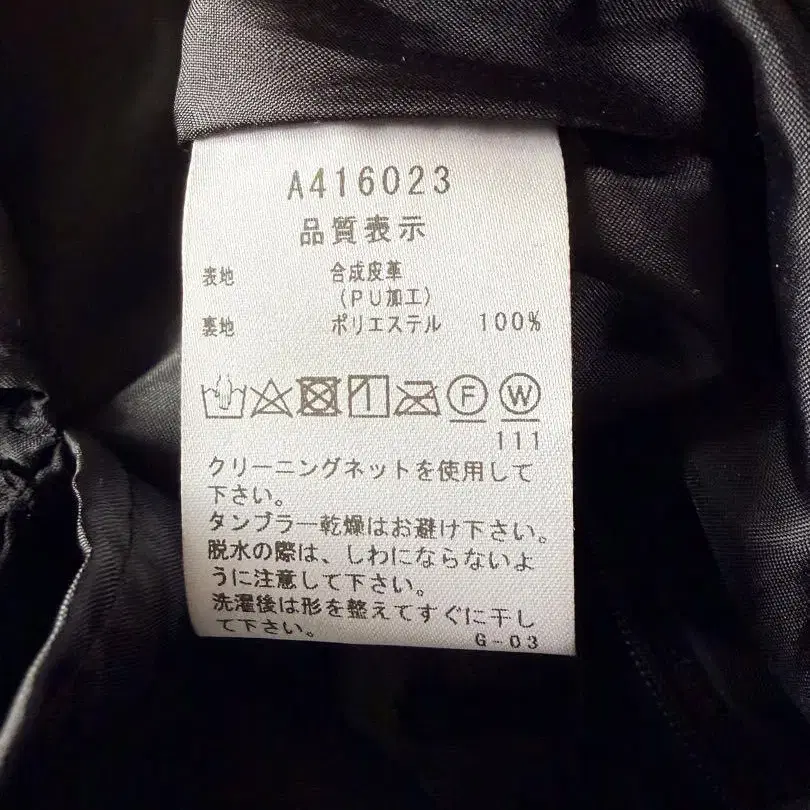 A416023
品質表示
表地 合成皮革
(PU加工)
裏地 ポリエステル 100%
F W
111
クリーニングネットを使用して
下さい。
タンブラー乾燥はお避け下さい。
脱水の際は、しわにならないよ
うに注意して下さい。
洗濯後は形を整えてすぐに干し
て下さい。 G-03